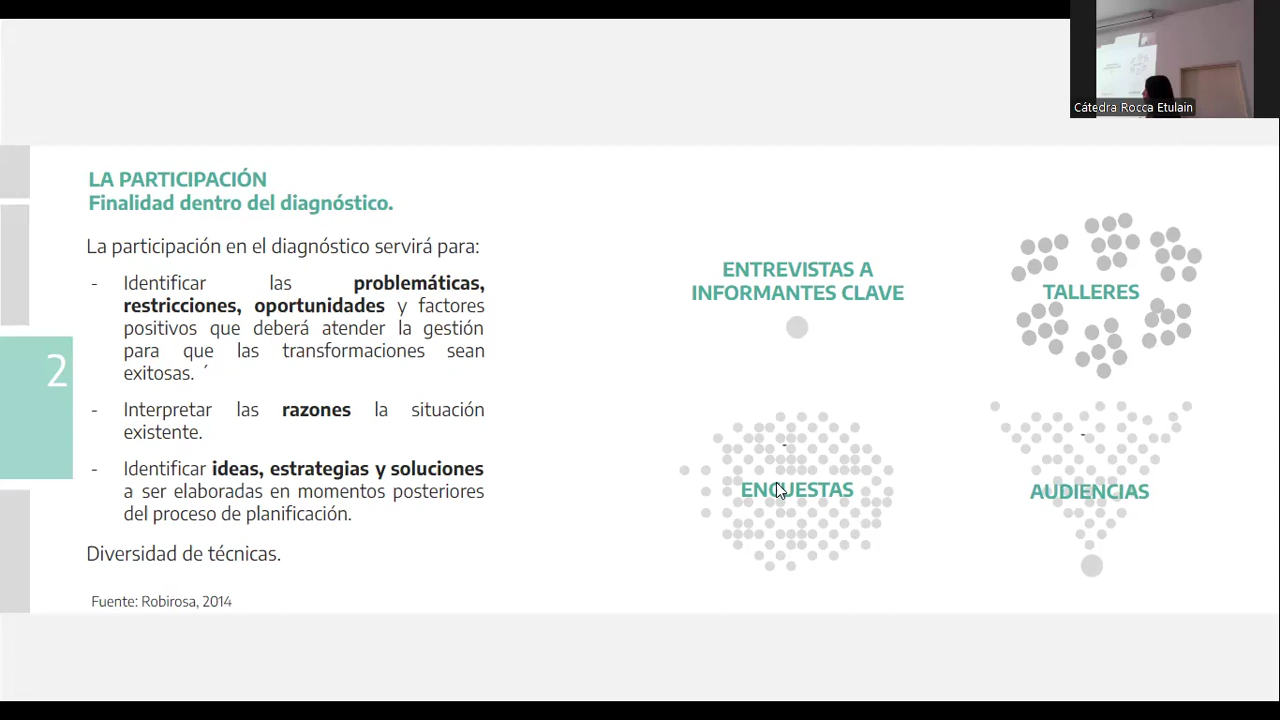 Cátedra Rocca Etulain
LA PARTICIPACIÓN
Finalidad dentro del diagnóstico.
La participación en el diagnóstico servirá para:
- Identificar las problemáticas,
restricciones, oportunidades y factores
positivos que deberá atender la gestión
para que las transformaciones sean
exitosas. ´
- Interpretar las razones la situación
existente.
- Identificar ideas, estrategias y soluciones
a ser elaboradas en momentos posteriores
del proceso de planificación.
Diversidad de técnicas.
Fuente: Robirosa, 2014
2
ENTREVISTAS A
INFORMANTES CLAVE
TALLERES
-
ENCUESTAS
-
AUDIENCIAS